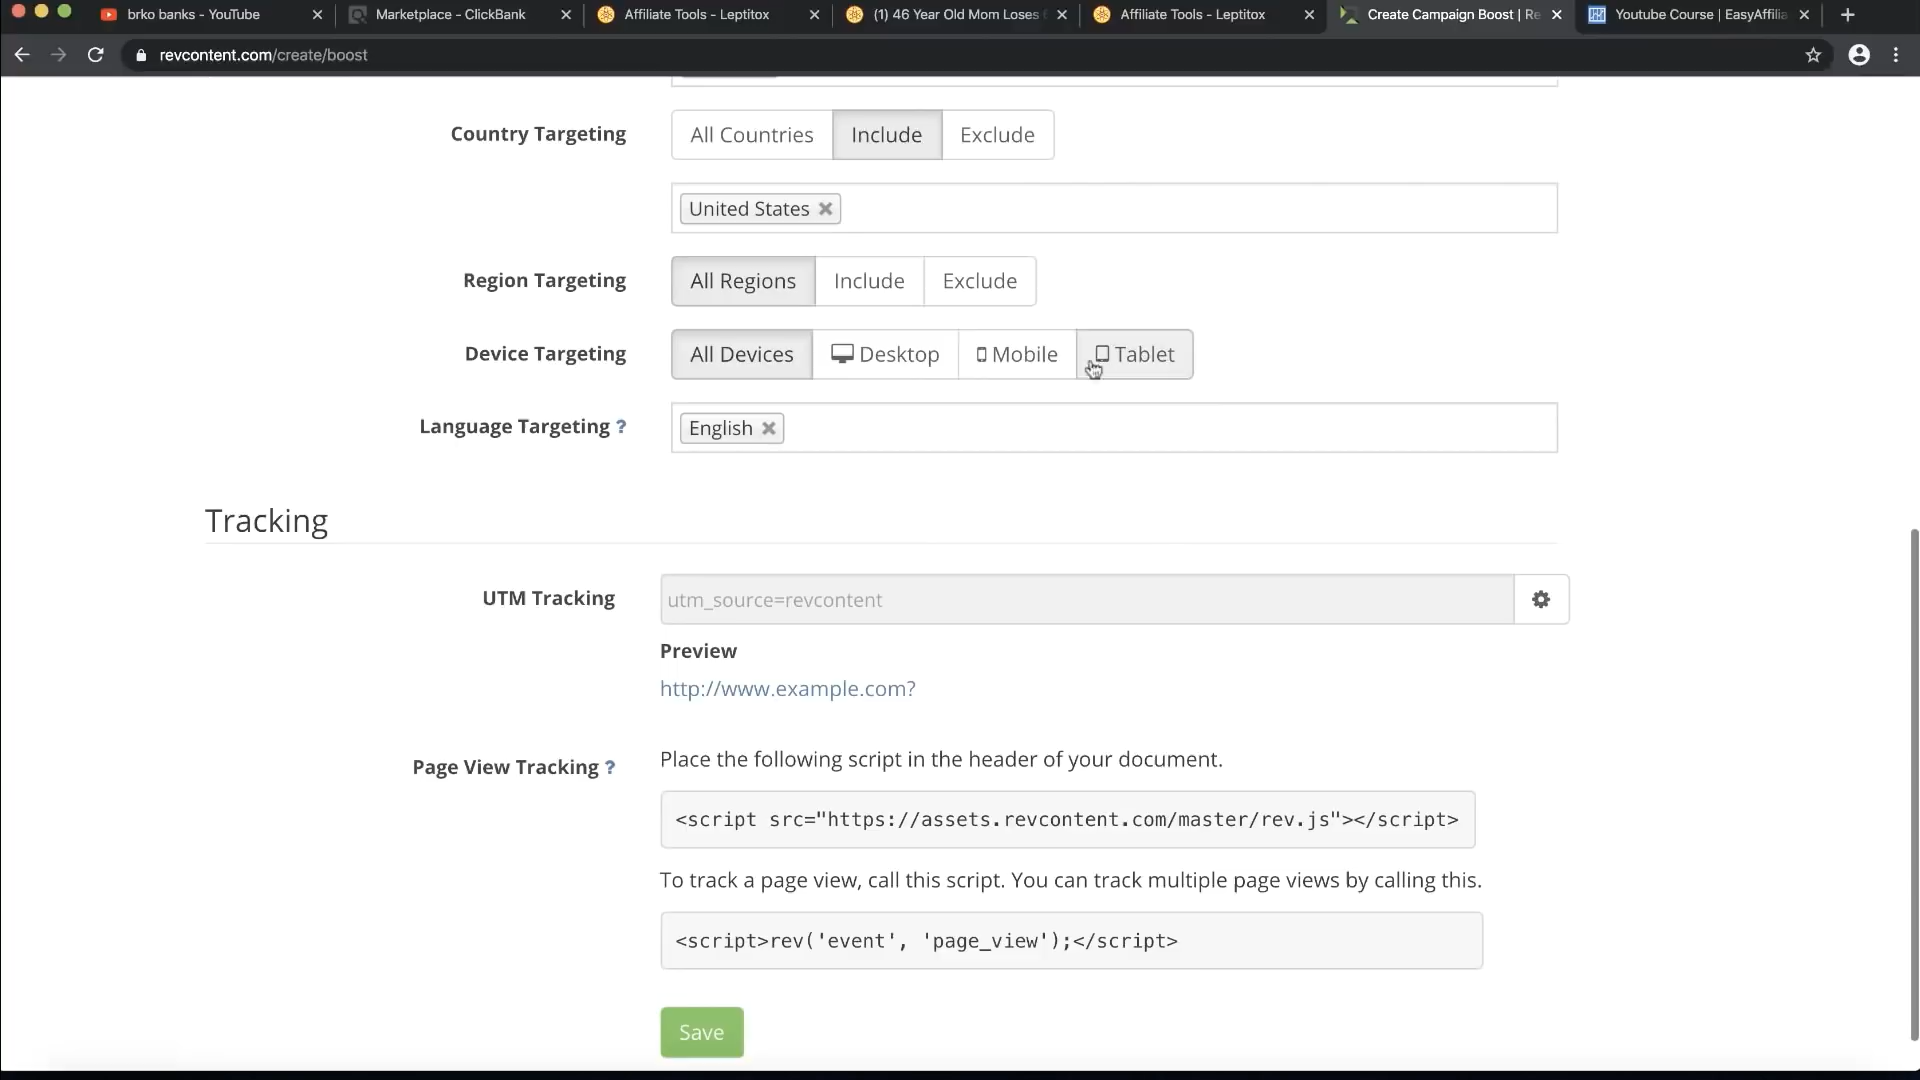 brko banks - YouTube
Marketplace - ClickBank
Affiliate Tools - Leptitox
(1) 46 Year Old Mom Loses
Affiliate Tools - Leptitox
Create Campaign Boost | Re
Youtube Course | EasyAffilia
revcontent.com/create/boost
Country Targeting
All Countries Include Exclude
United States
Region Targeting
All Regions Include Exclude
Device Targeting
All Devices Desktop Mobile Tablet
Language Targeting ?
English
Tracking
UTM Tracking
utm_source=revcontent
Preview
http://www.example.com?
Page View Tracking ?
Place the following script in the header of your document.
<script src="https://assets.revcontent.com/master/rev.js"></script>
To track a page view, call this script. You can track multiple page views by calling this.
<script>rev('event', 'page_view');</script>
Save